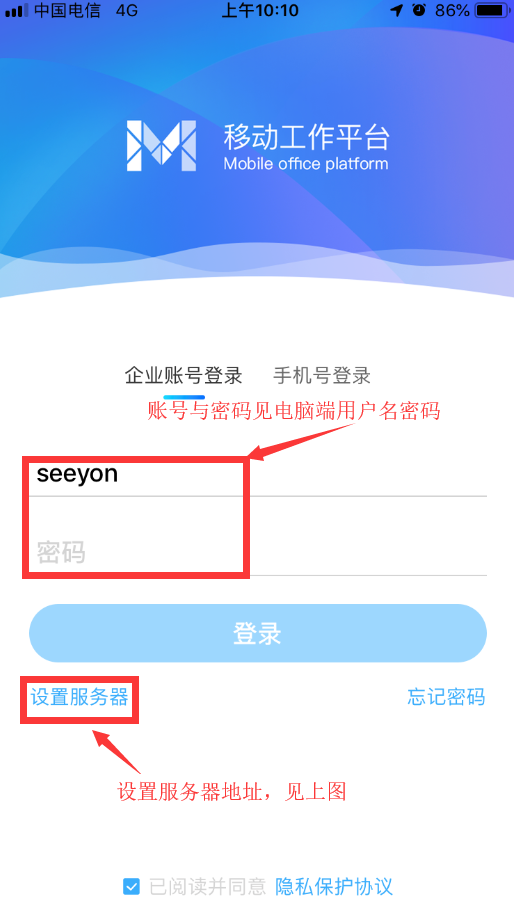 中国电信 4G 上午10:10 86%
移动工作平台
Mobile office platform
企业账号登录 手机号登录
账号与密码见电脑端用户名密码
seeyon
密码
登录
设置服务器 忘记密码
设置服务器地址，见上图
已阅读并同意 隐私保护协议